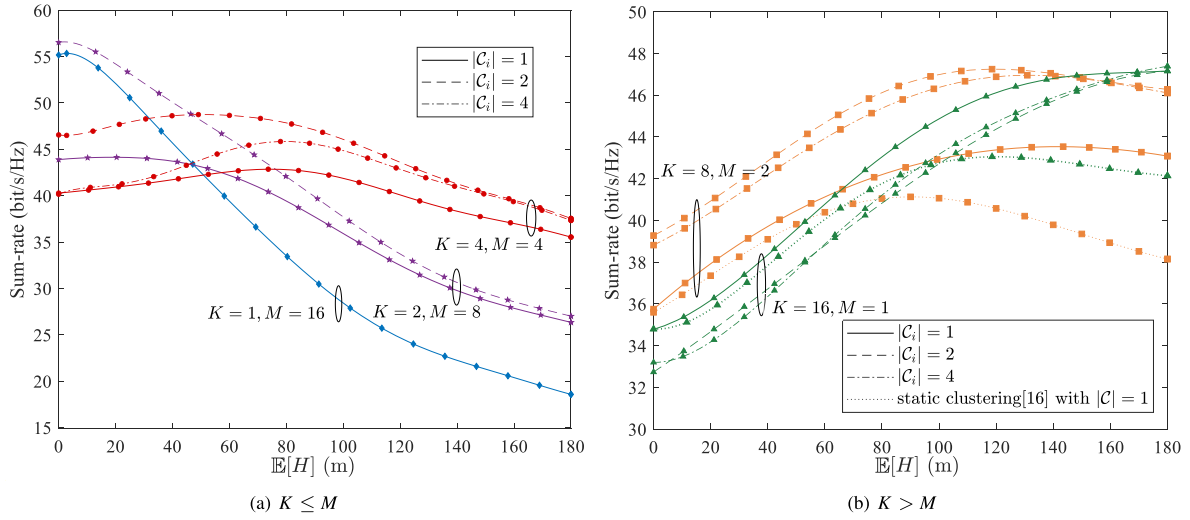 60
55
50
45
40
35
30
25
20
15
Sum-rate (bit/s/Hz)
|𝒞ᵢ| = 1
|𝒞ᵢ| = 2
|𝒞ᵢ| = 4
K = 4, M = 4
K = 1, M = 16
K = 2, M = 8
0 20 40 60 80 100 120 140 160 180
𝔼[H] (m)
(a) K ≤ M
50
48
46
44
42
40
38
36
34
32
30
Sum-rate (bit/s/Hz)
K = 8, M = 2
K = 16, M = 1
|𝒞ᵢ| = 1
|𝒞ᵢ| = 2
|𝒞ᵢ| = 4
static clustering[16] with |𝒞| = 1
0 20 40 60 80 100 120 140 160 180
𝔼[H] (m)
(b) K > M